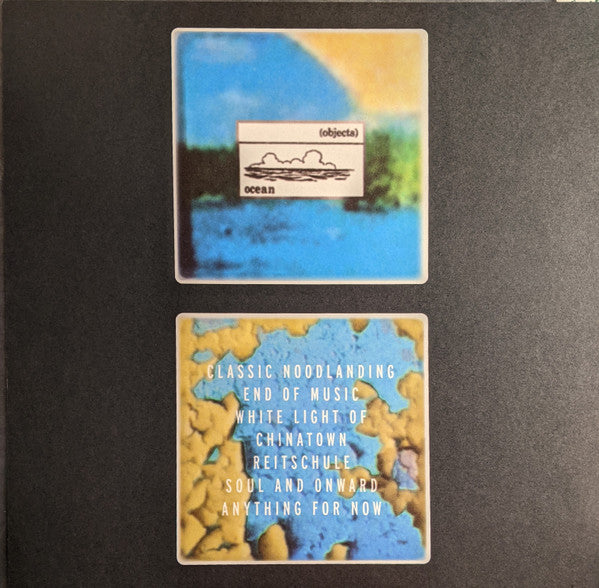 (objects)
ocean
CLASSIC NOODLANDING
END OF MUSIC
WHITE LIGHT OF
CHINATOWN
REITSCHULE
SOUL AND ONWARD
ANYTHING FOR NOW